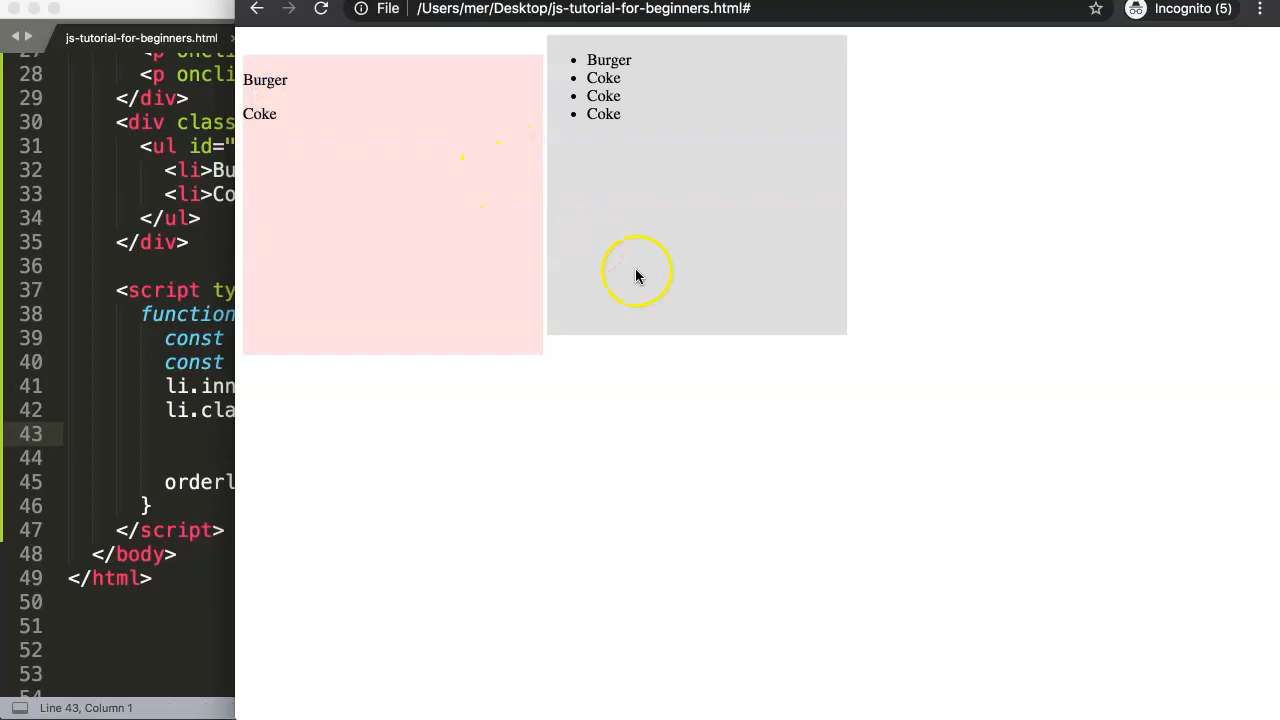 /Users/mer/Desktop/js-tutorial-for-beginners.html#
File
Incognito (5)
js-tutorial-for-beginners.html
28 <p oncli
29 </div>
30 <div class
31 <ul id="
32 <li>Bu
33 <li>Co
34 </ul>
35 </div>
36
37 <script ty
38 function
39 const
40 const
41 li.inn
42 li.cla
43
44
45 orderl
46 }
47 </script>
48 </body>
49 </html>
50
51
52
53
Line 43, Column 1
Burger
Coke
• Burger
• Coke
• Coke
• Coke